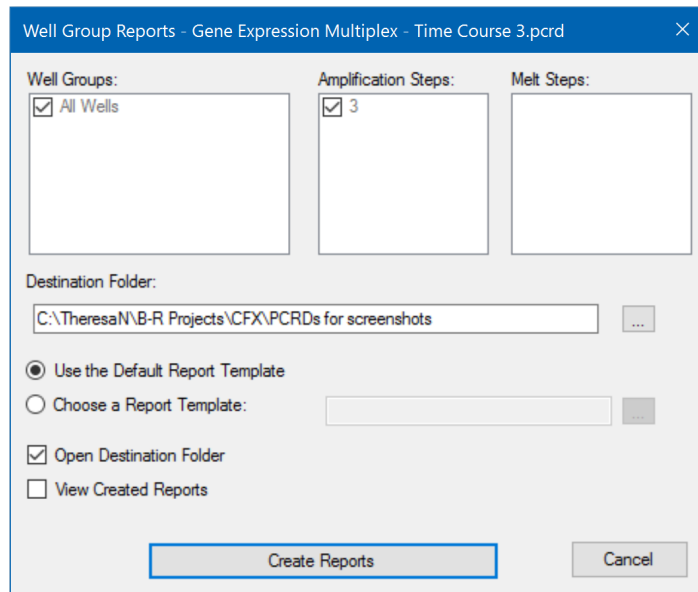 Well Group Reports - Gene Expression Multiplex - Time Course 3.pcrd
Well Groups:
Amplification Steps:
Melt Steps:
All Wells
3
Destination Folder:
C:\TheresaN\B-R Projects\CFX\PCRDs for screenshots
...
Use the Default Report Template
Choose a Report Template:
...
Open Destination Folder
View Created Reports
Create Reports
Cancel